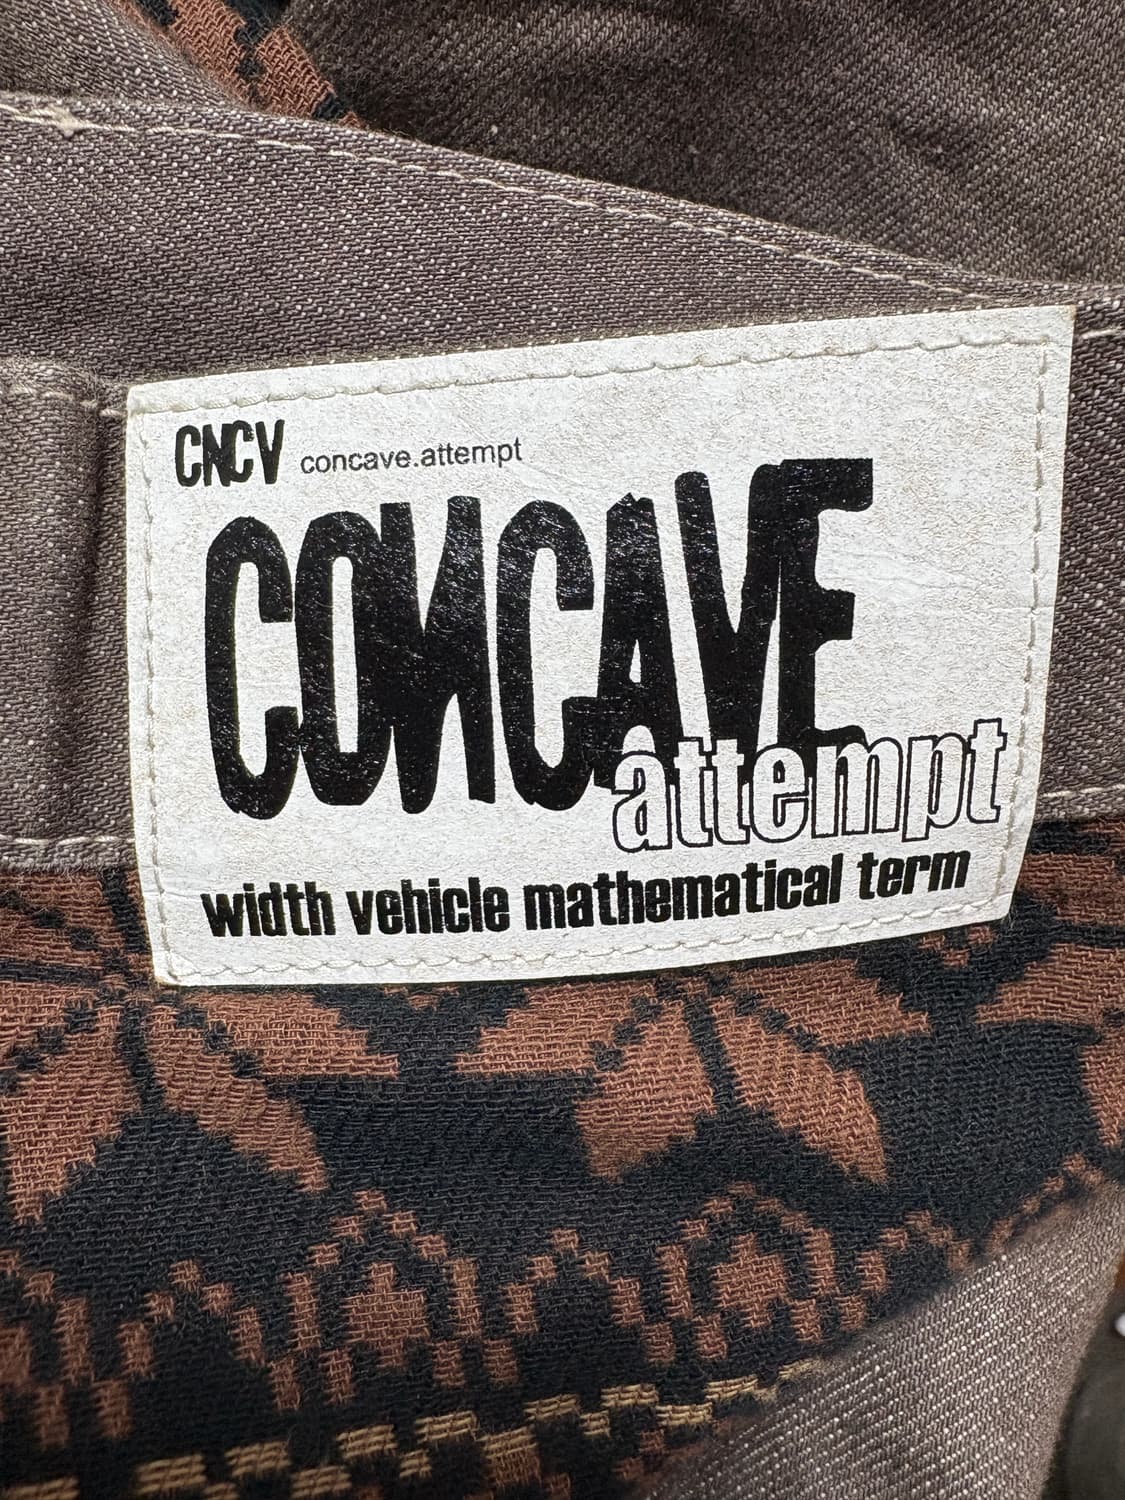 CNCV concave.attempt
CONCAVE
attempt
width vehicle mathematical term